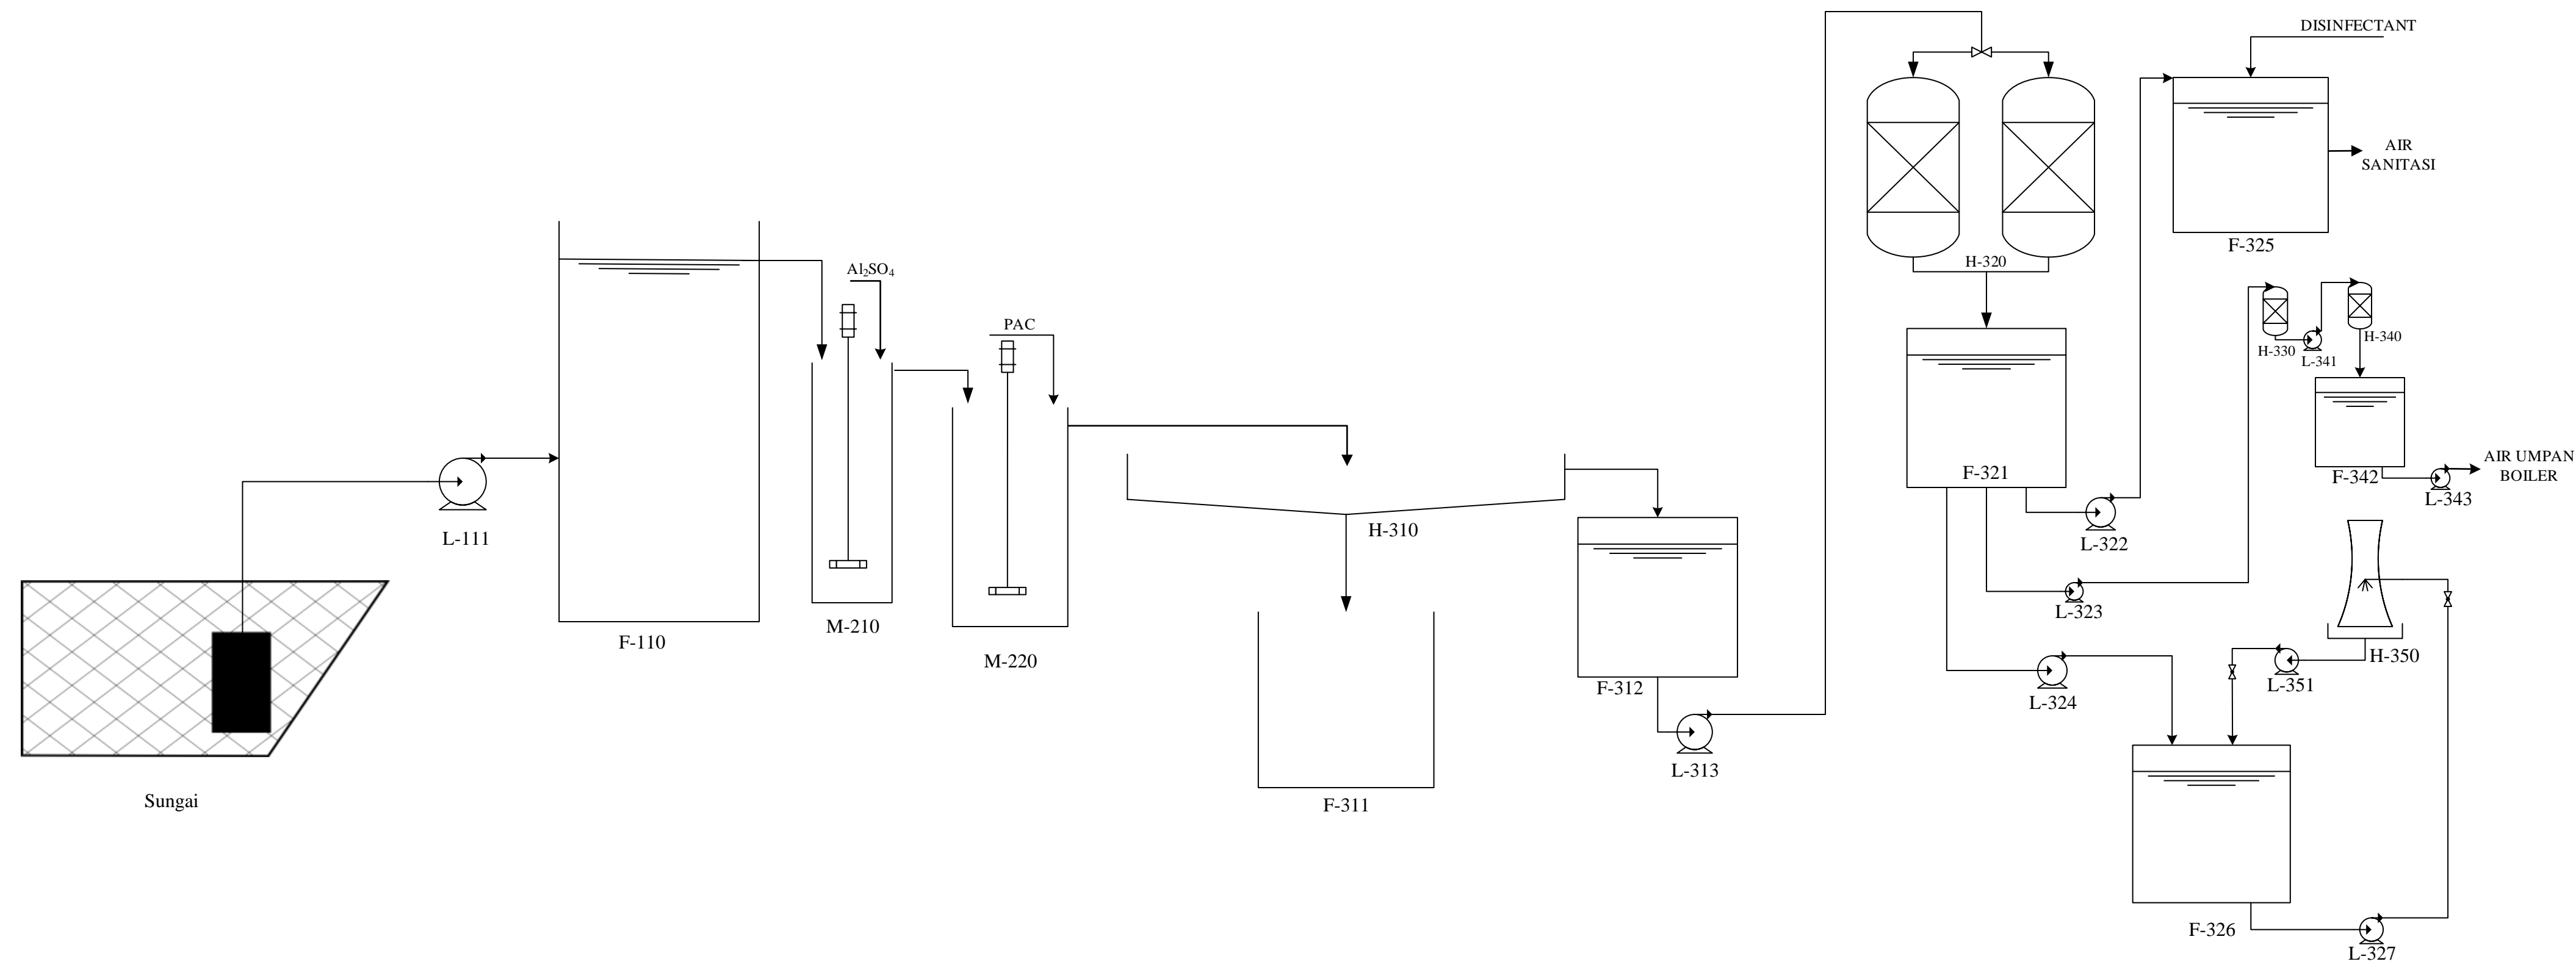 DISINFECTANT
AIR
SANITASI
F-325
H-320
Al₂SO₄
PAC
H-330
L-341
H-340
F-342
AIR UMPAN
BOILER
L-343
F-321
L-322
L-111
H-310
L-323
F-110
M-210
M-220
H-350
F-312
L-324
L-351
L-313
Sungai
F-311
F-326
L-327